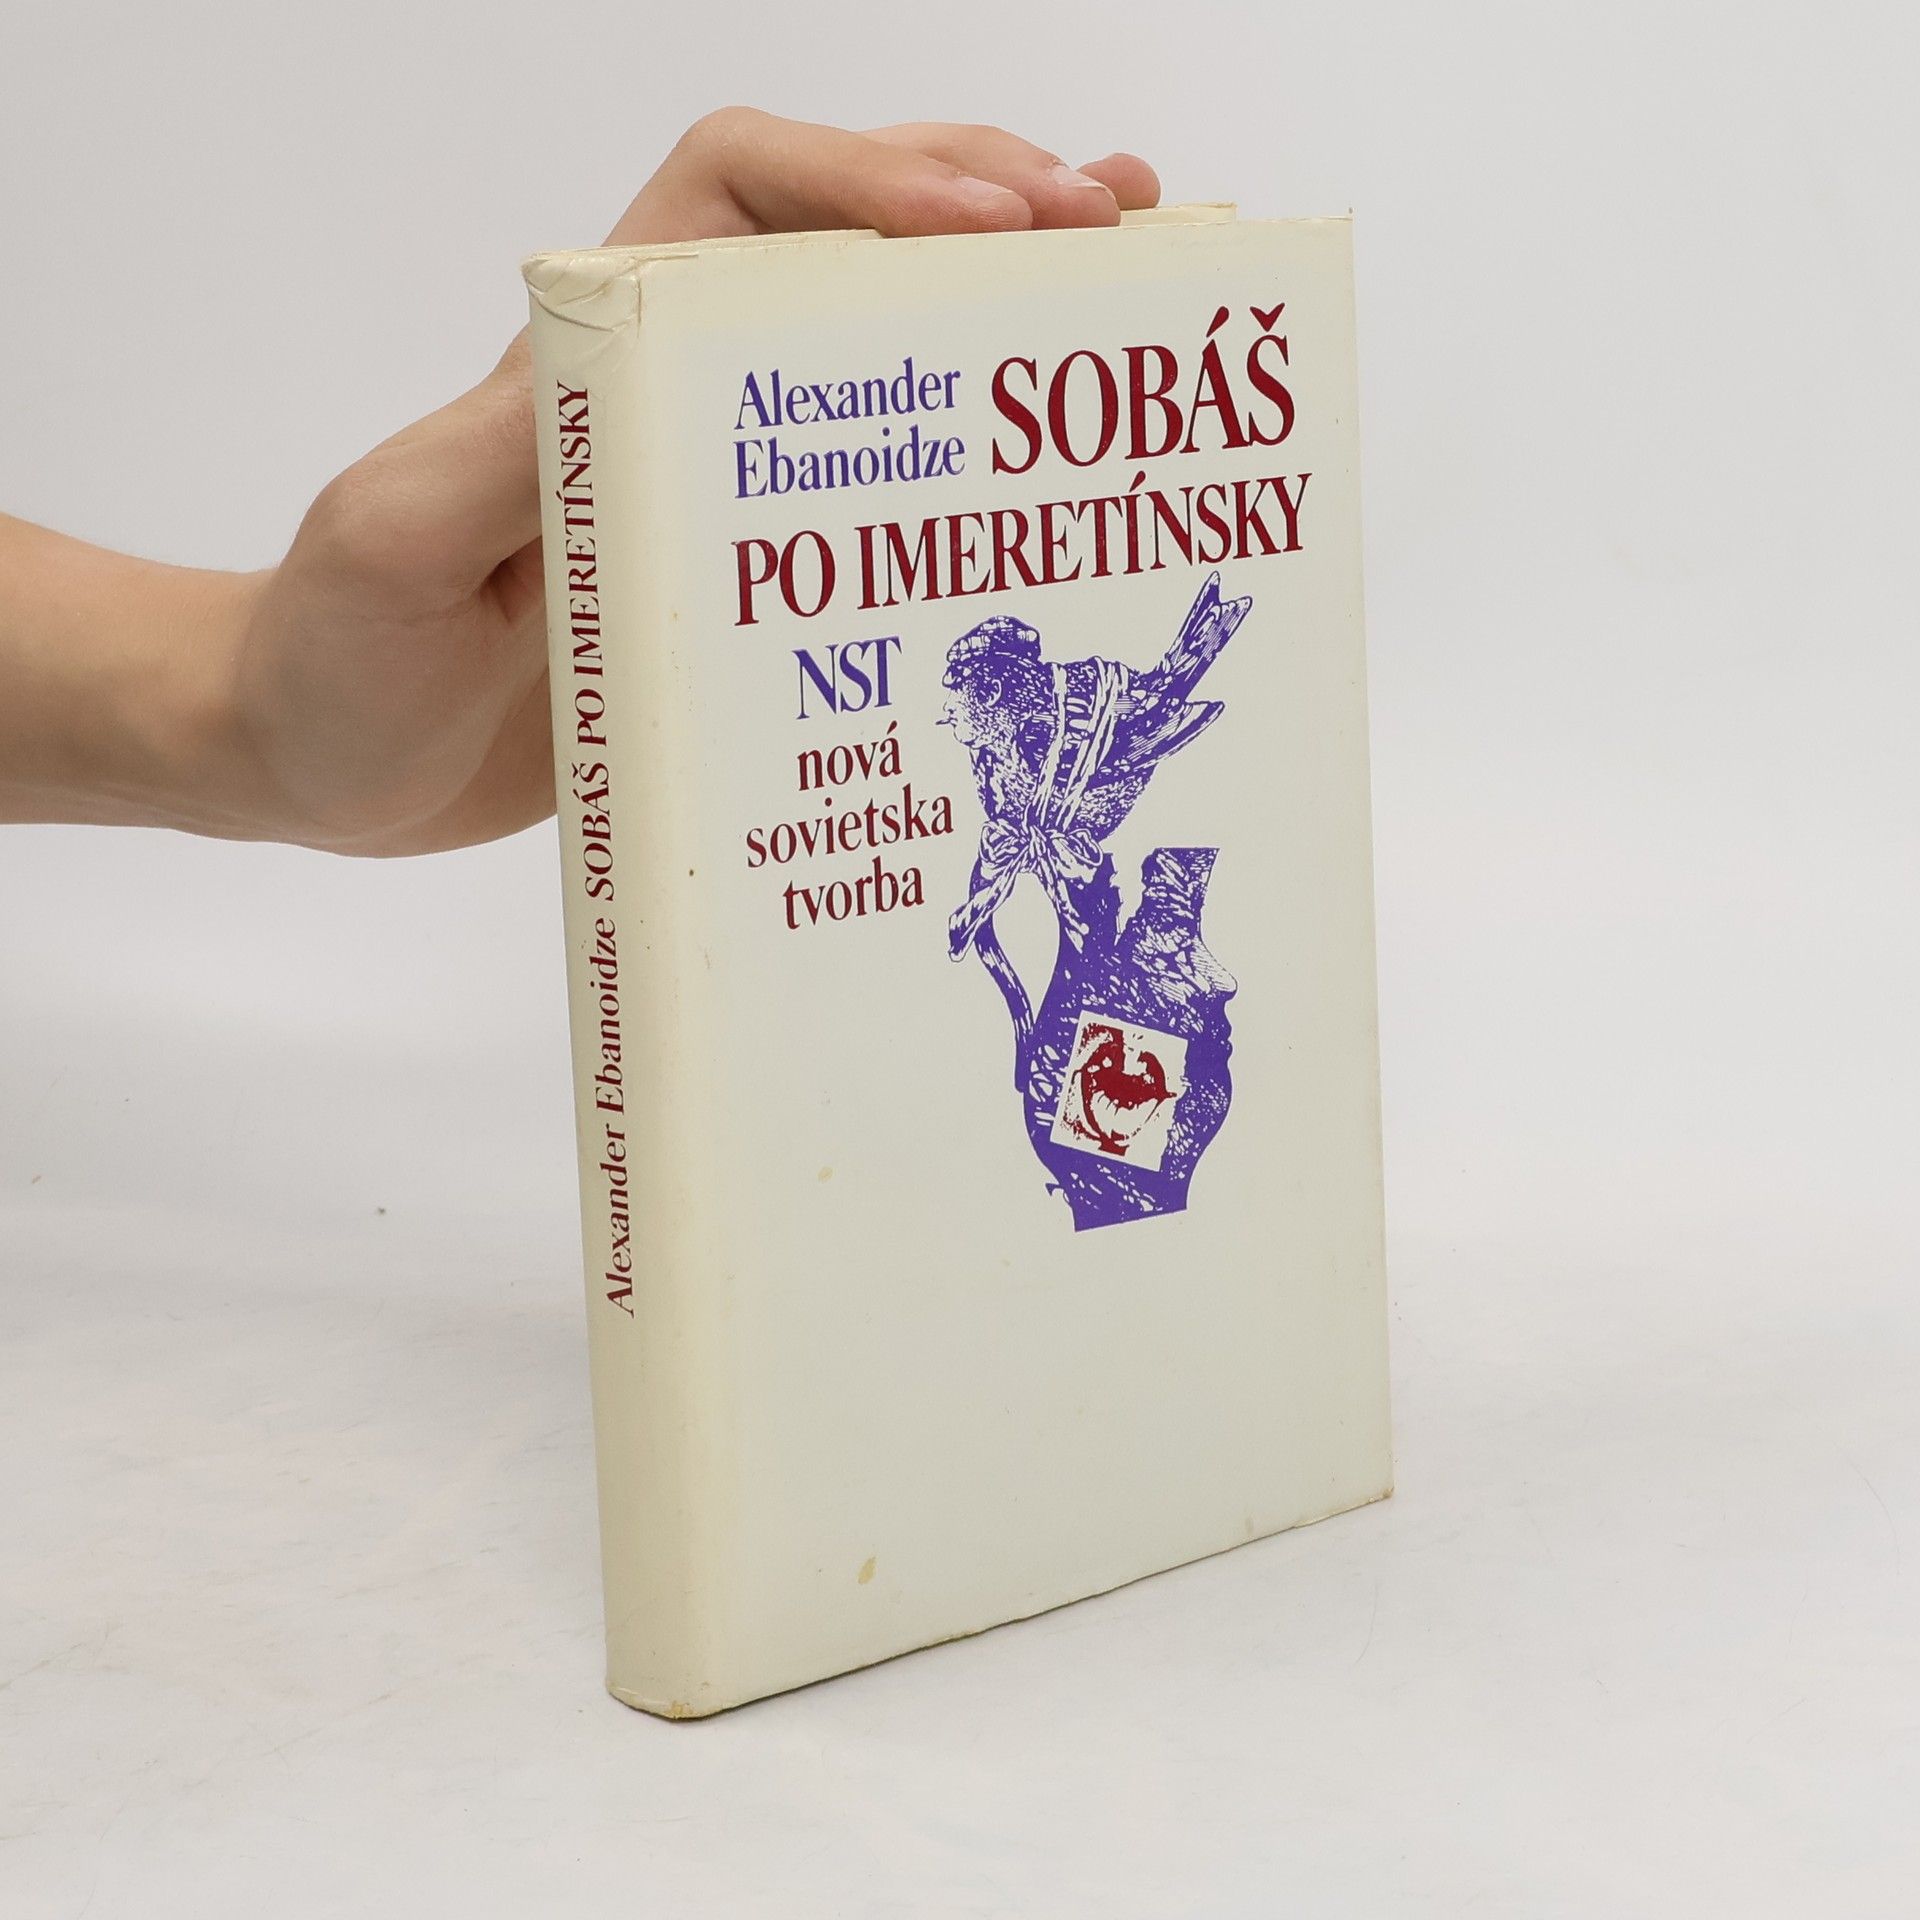 Alexander Ebanoidze SOBÁŠ PO IMERETÍNSKY
Alexander
Ebanoidze
SOBÁŠ
PO IMERETÍNSKY
NST
nová
sovietska
tvorba